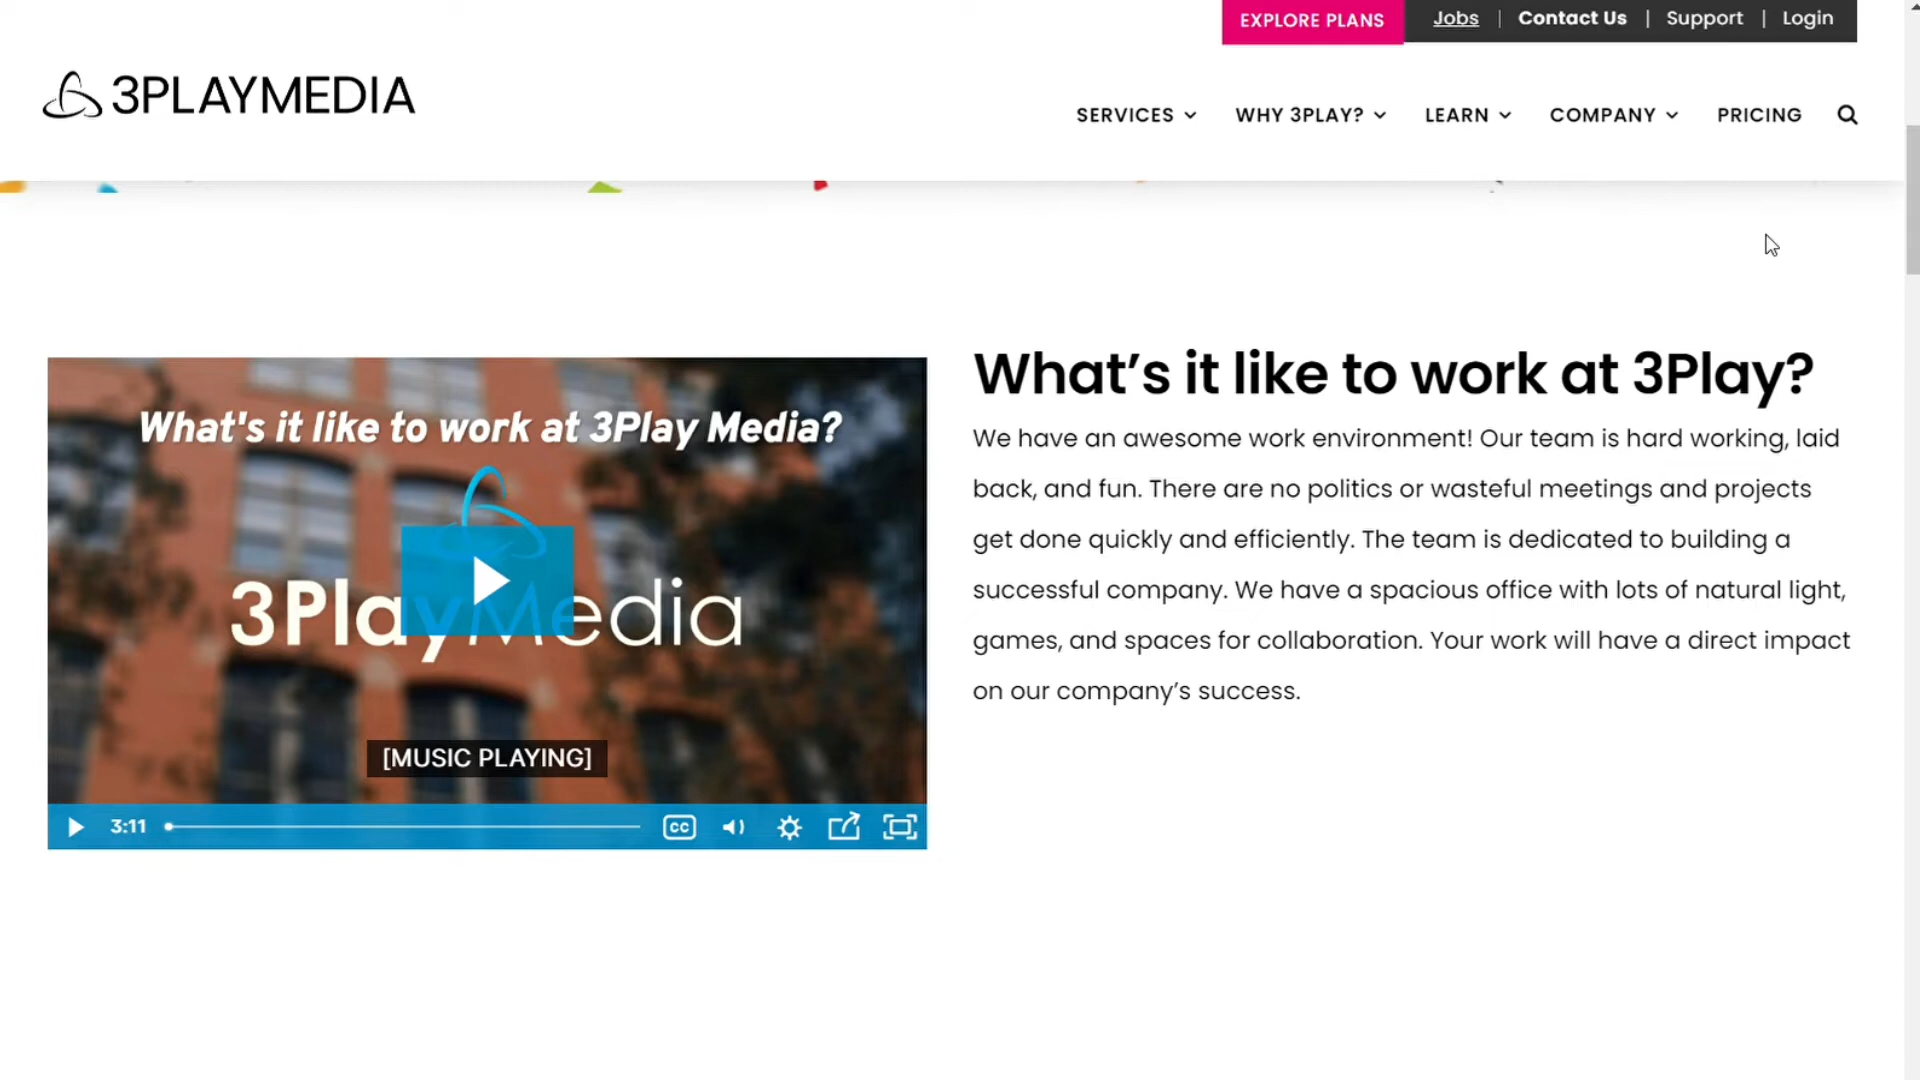 EXPLORE PLANS
Jobs | Contact Us | Support | Login
3PLAYMEDIA
SERVICES
WHY 3PLAY?
LEARN
COMPANY
PRICING
What's it like to work at 3Play Media?
3PlayMedia
[MUSIC PLAYING]
3:11
CC
What’s it like to work at 3Play?
We have an awesome work environment! Our team is hard working, laid
back, and fun. There are no politics or wasteful meetings and projects
get done quickly and efficiently. The team is dedicated to building a
successful company. We have a spacious office with lots of natural light,
games, and spaces for collaboration. Your work will have a direct impact
on our company’s success.